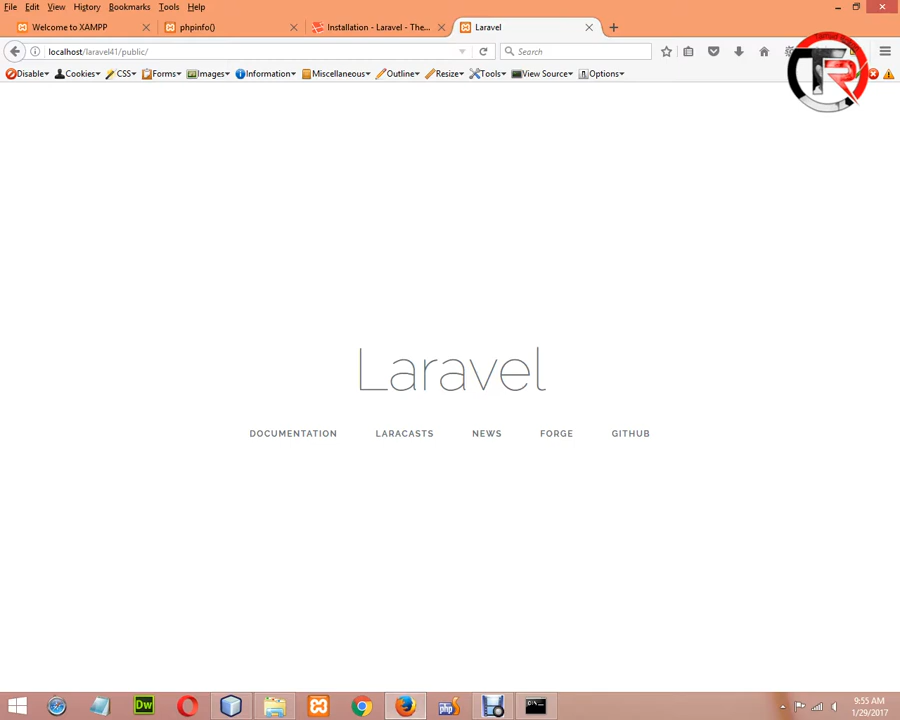 File Edit View History Bookmarks Tools Help
Welcome to XAMPP phpinfo() Installation - Laravel - The... Laravel
localhost/laravel41/public/ Search
Disable Cookies CSS Forms Images Information Miscellaneous Outline Resize Tools View Source Options
Laravel
DOCUMENTATION LARACASTS NEWS FORGE GITHUB
Dw php
9:55 AM
1/29/2017